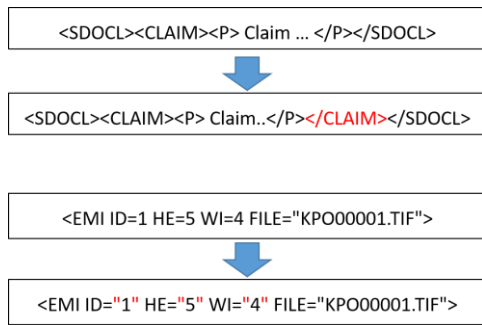 <SDOCL><CLAIM><P> Claim ... </P></SDOCL>
<SDOCL><CLAIM><P> Claim..</P></CLAIM></SDOCL>
<EMI ID=1 HE=5 WI=4 FILE="KPO00001.TIF">
<EMI ID="1" HE="5" WI="4" FILE="KPO00001.TIF">